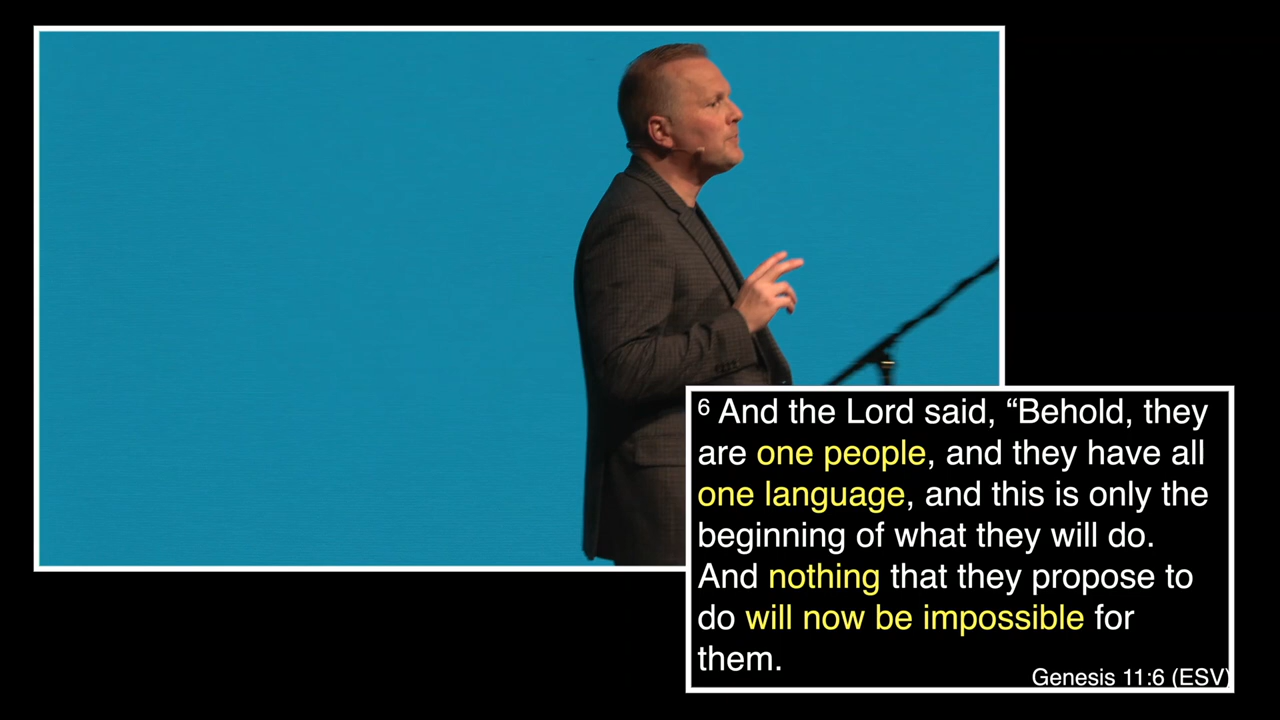 ⁶ And the Lord said, “Behold, they
are one people, and they have all
one language, and this is only the
beginning of what they will do.
And nothing that they propose to
do will now be impossible for
them.
Genesis 11:6 (ESV)